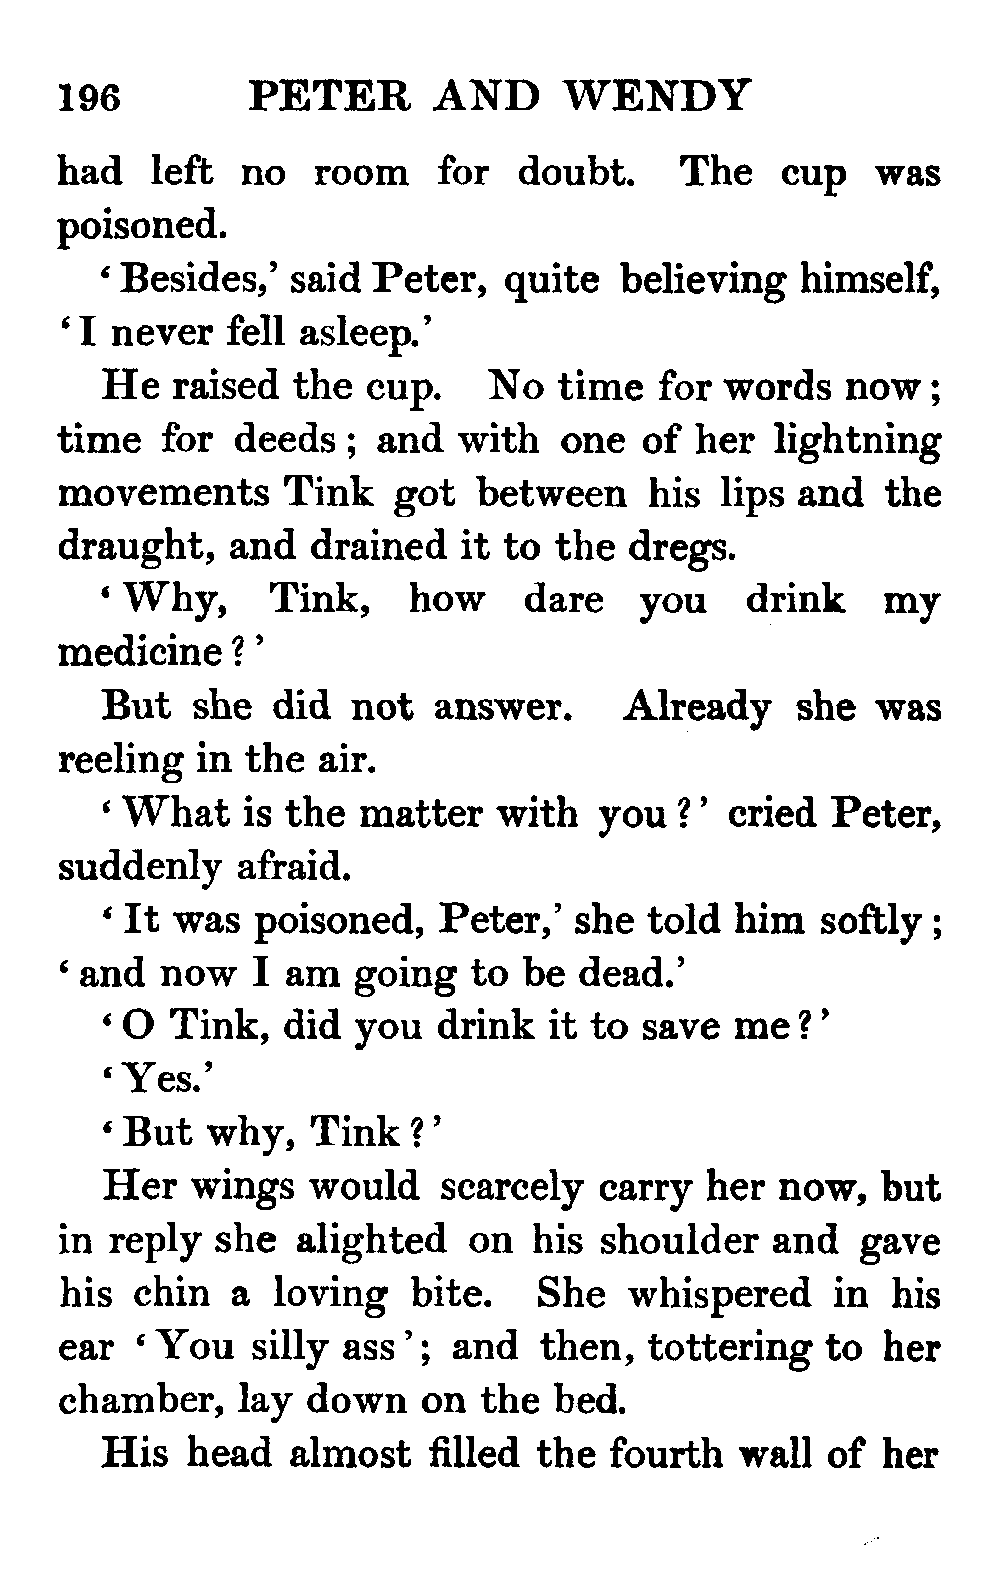 196 PETER AND WENDY
had left no room for doubt. The cup was
poisoned.
‘Besides,’ said Peter, quite believing himself,
‘I never fell asleep.’
He raised the cup. No time for words now;
time for deeds; and with one of her lightning
movements Tink got between his lips and the
draught, and drained it to the dregs.
‘Why, Tink, how dare you drink my
medicine?’
But she did not answer. Already she was
reeling in the air.
‘What is the matter with you?’ cried Peter,
suddenly afraid.
‘It was poisoned, Peter,’ she told him softly;
‘and now I am going to be dead.’
‘O Tink, did you drink it to save me?’
‘Yes.’
‘But why, Tink?’
Her wings would scarcely carry her now, but
in reply she alighted on his shoulder and gave
his chin a loving bite. She whispered in his
ear ‘You silly ass’; and then, tottering to her
chamber, lay down on the bed.
His head almost filled the fourth wall of her